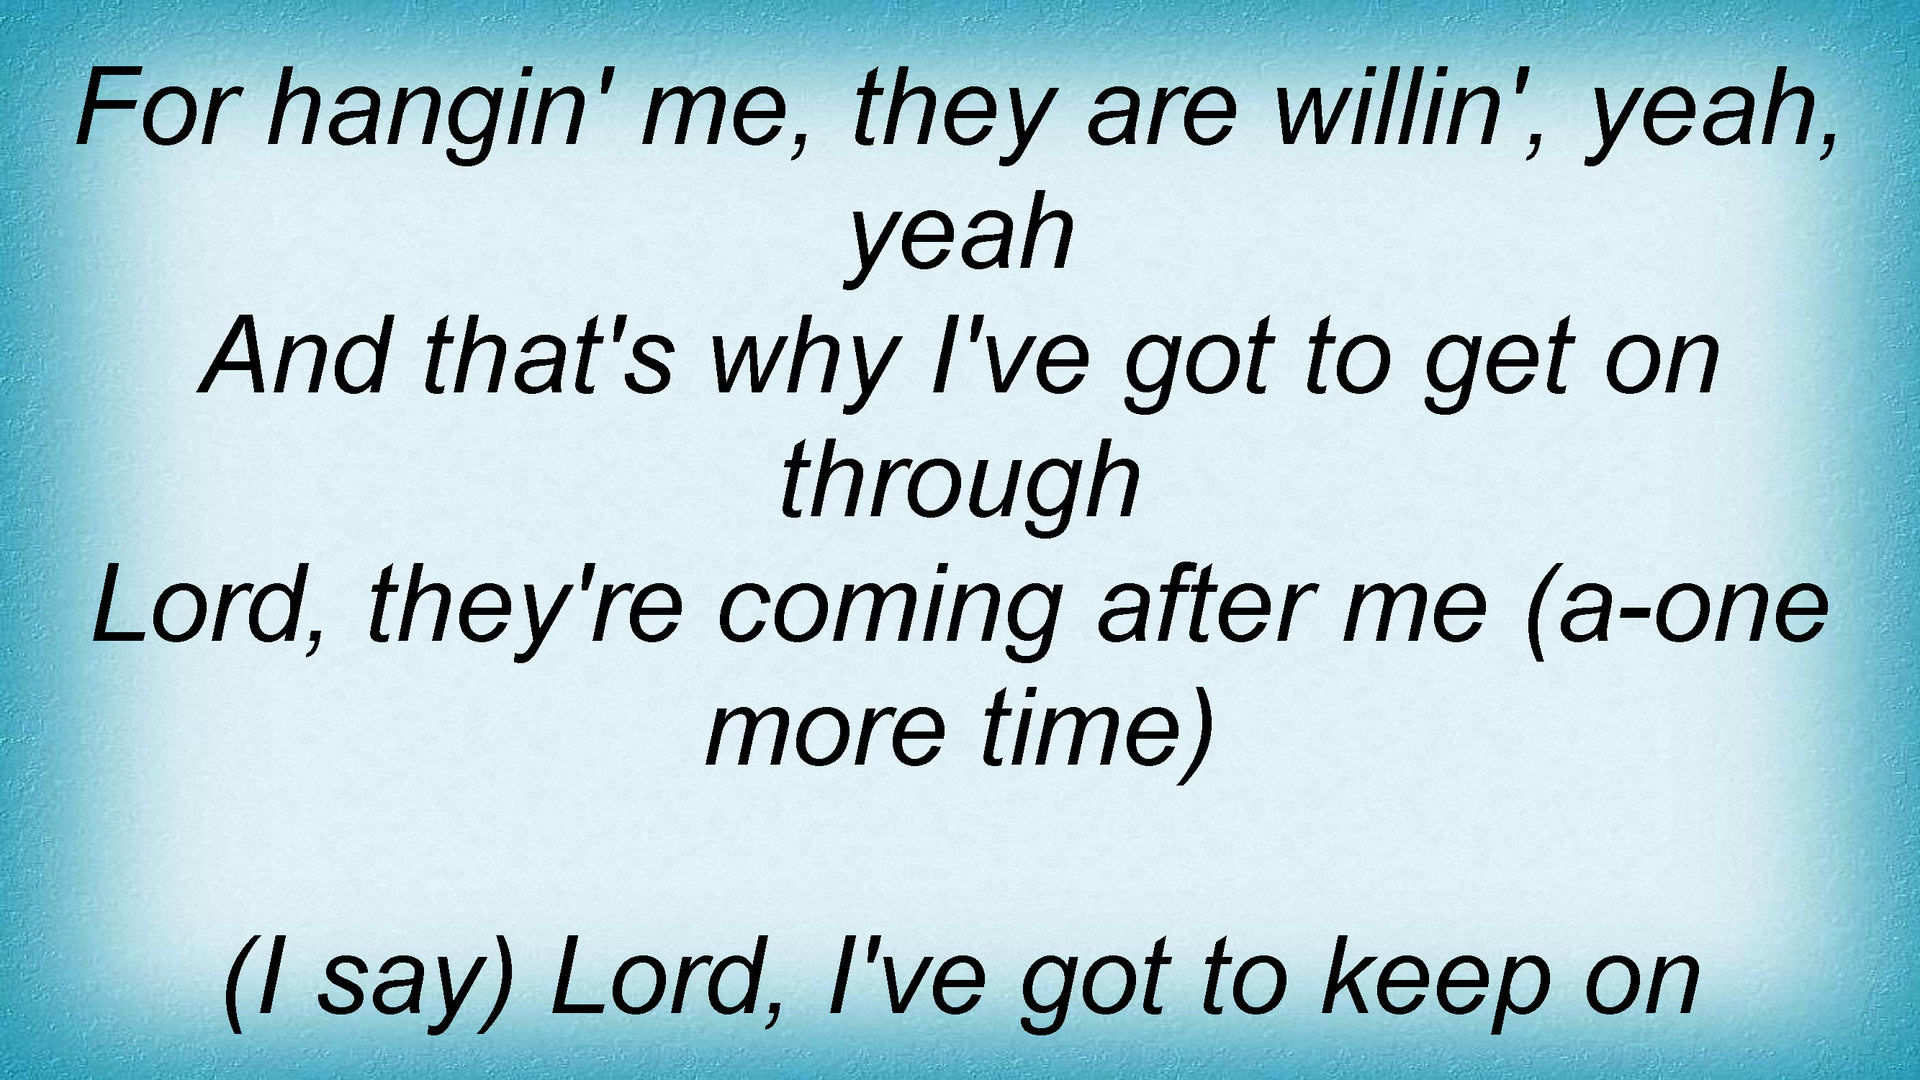 For hangin' me, they are willin', yeah,
yeah
And that's why I've got to get on
through
Lord, they're coming after me (a-one
more time)
(I say) Lord, I've got to keep on